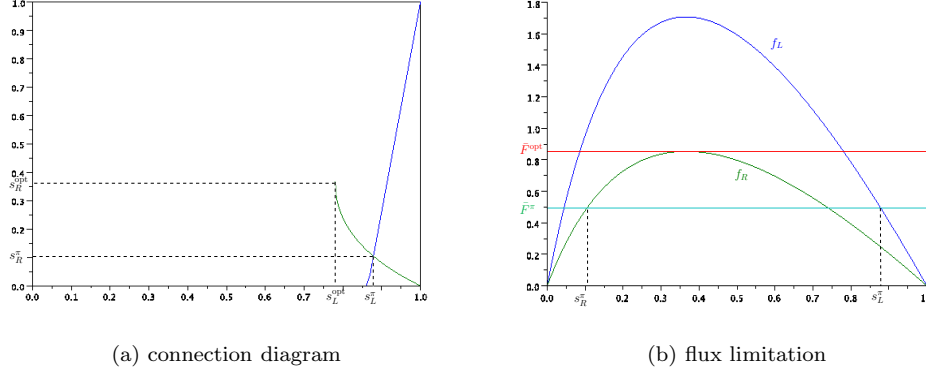 1.0
0.9
0.8
0.7
0.6
0.5
0.4
s_R^opt
0.3
0.2
s_R^π
0.1
0.0
0.0 0.1 0.2 0.3 0.4 0.5 0.6 0.7 s_L^opt s_L^π 1.0
(a) connection diagram
1.8
1.6
f_L
1.4
1.2
1.0
F̄^opt
0.8
f_R
0.6
F̄^π
0.4
0.2
0.0
0.0 s_R^π 0.2 0.3 0.4 0.5 0.6 0.7 0.8 s_L^π 1.0
(b) flux limitation